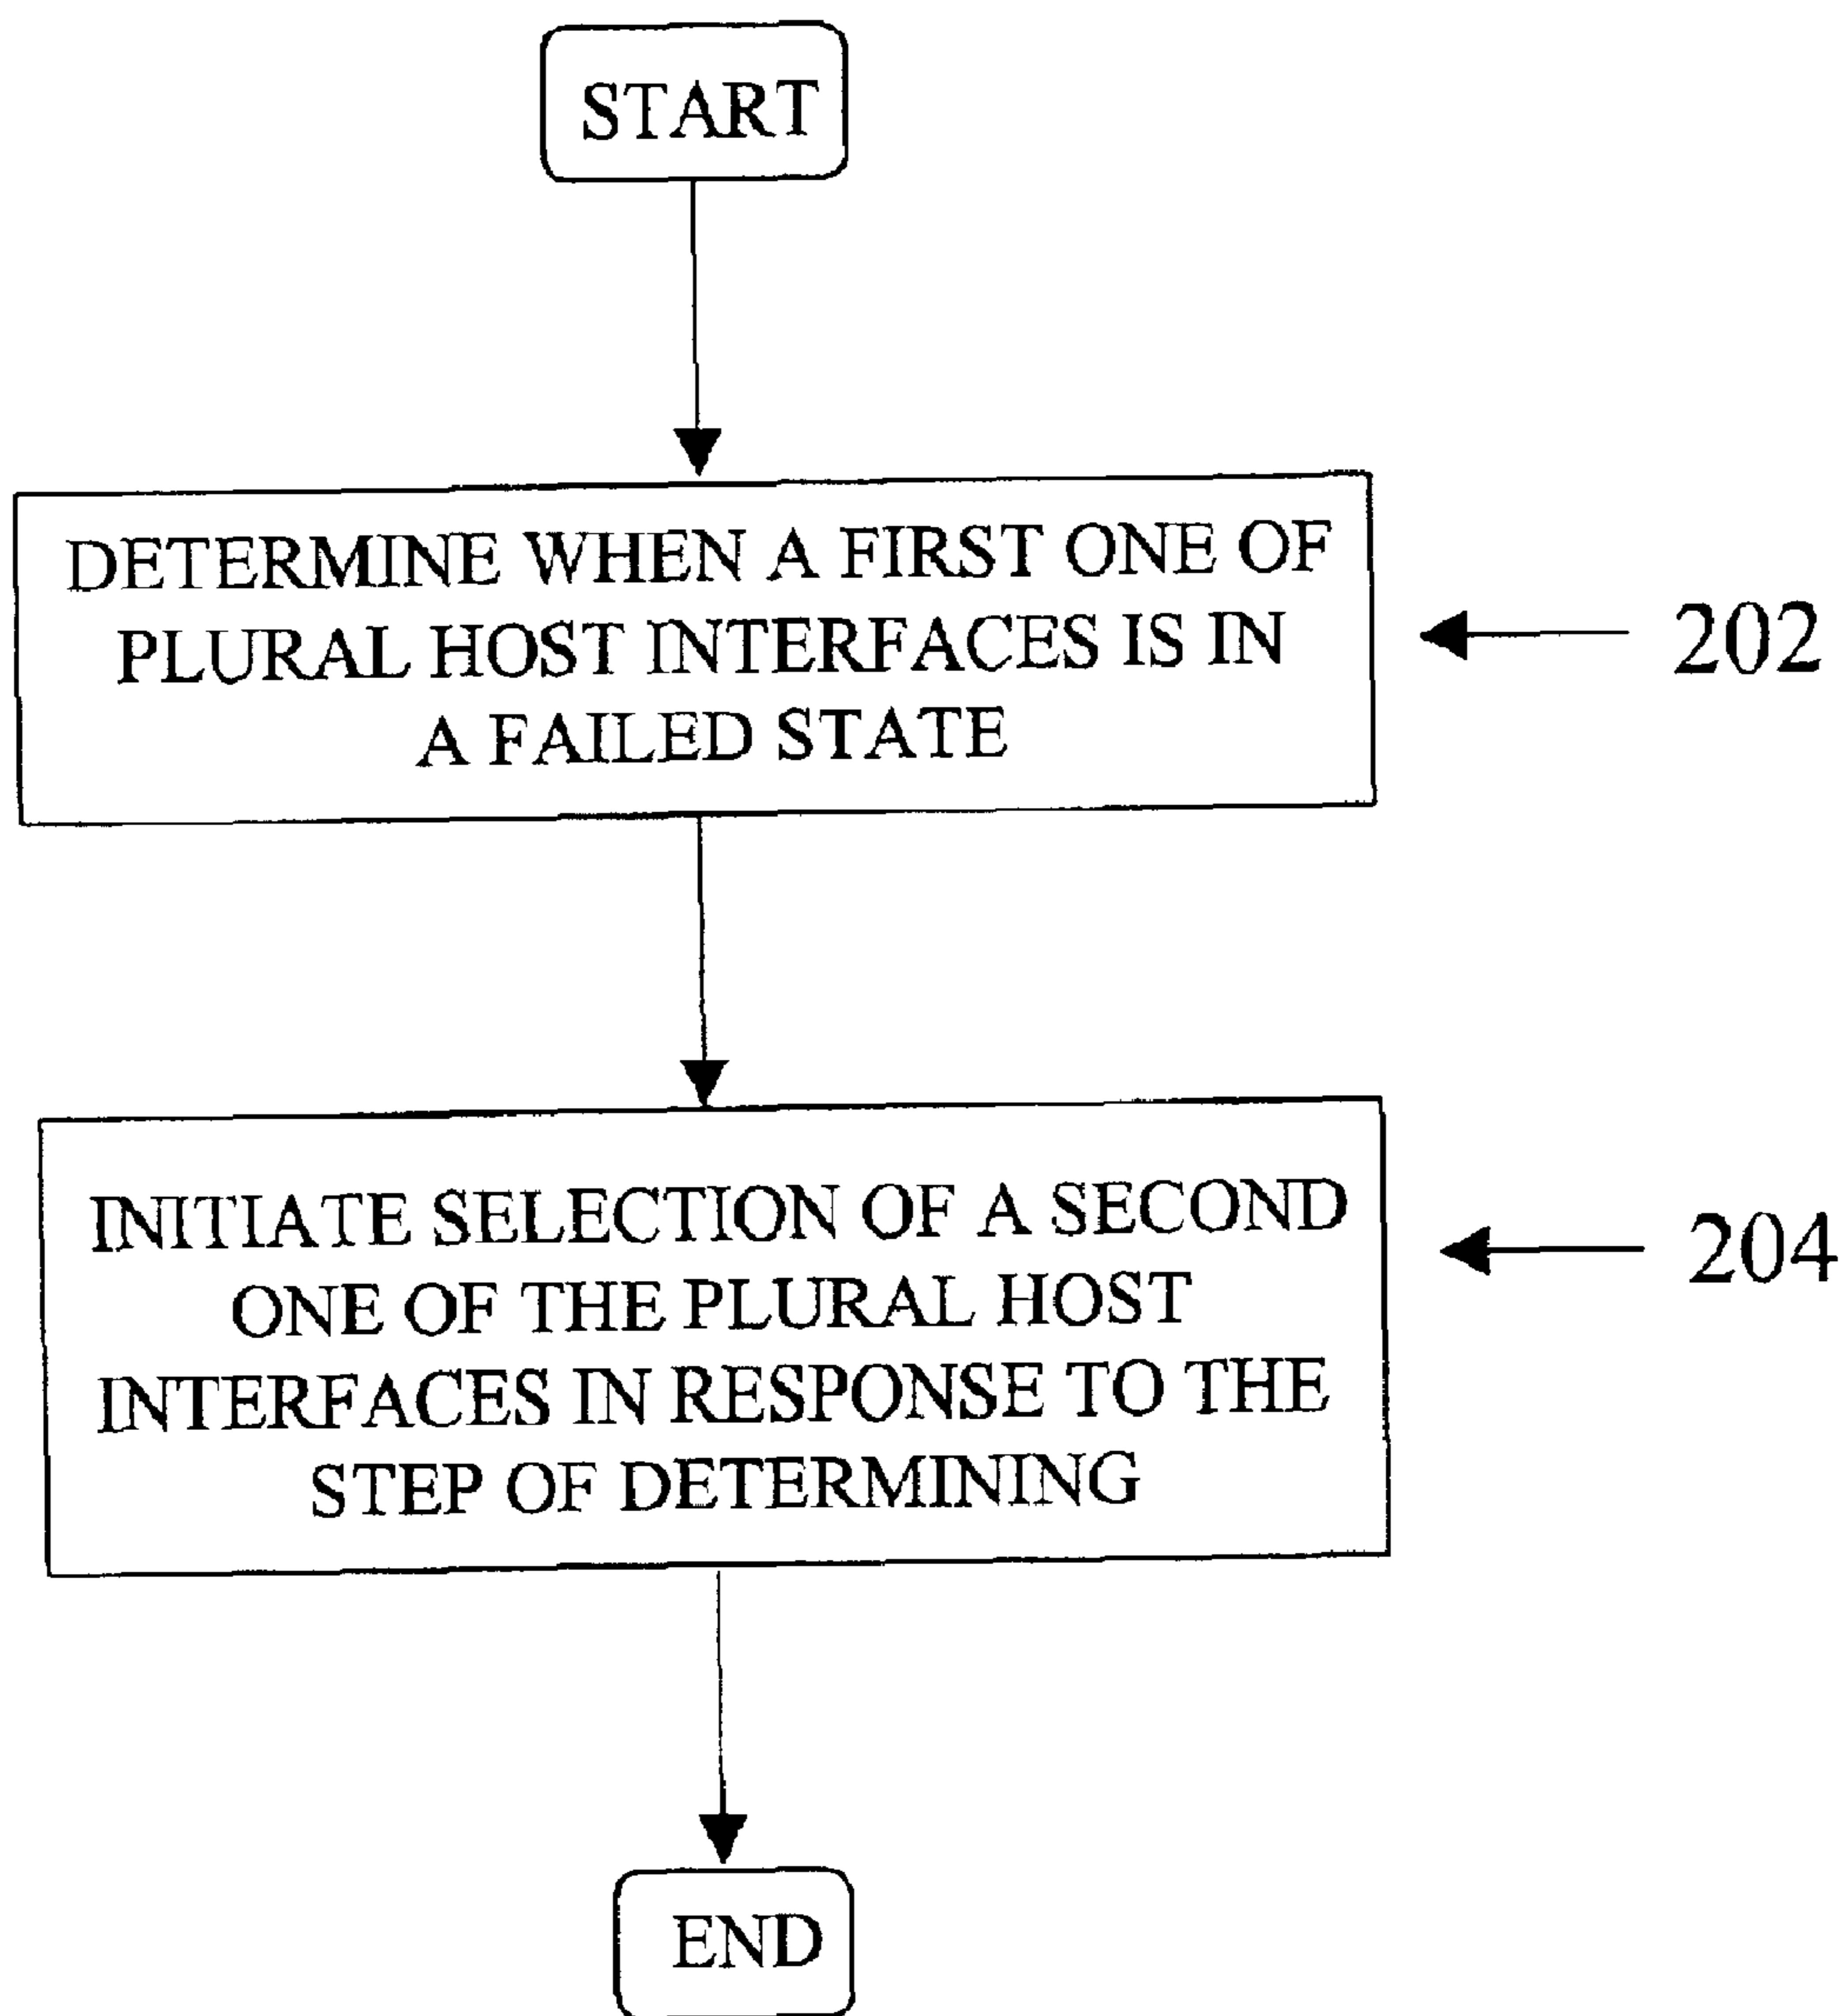 START
DETERMINE WHEN A FIRST ONE OF
PLURAL HOST INTERFACES IS IN
A FAILED STATE
202
INITIATE SELECTION OF A SECOND
ONE OF THE PLURAL HOST
INTERFACES IN RESPONSE TO THE
STEP OF DETERMINING
204
END